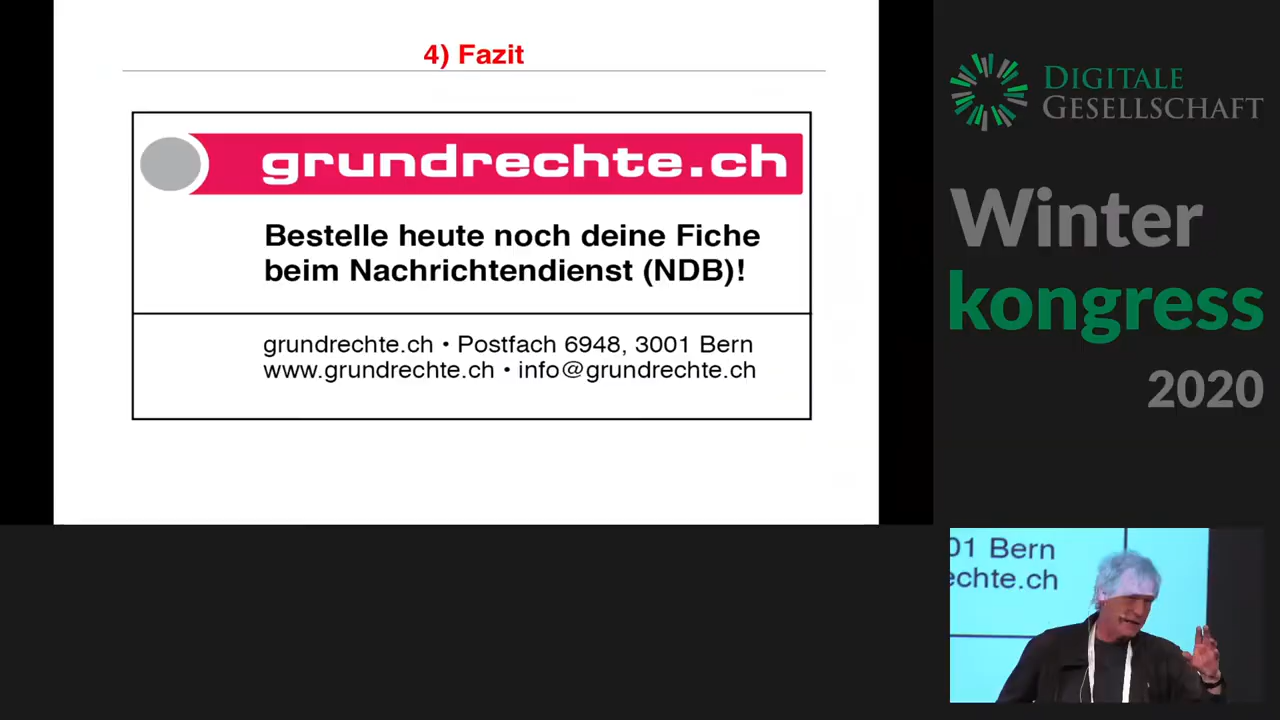 4) Fazit
grundrechte.ch
Bestelle heute noch deine Fiche
beim Nachrichtendienst (NDB)!
grundrechte.ch • Postfach 6948, 3001 Bern
www.grundrechte.ch • info@grundrechte.ch
DIGITALE
GESELLSCHAFT
Winter
kongress
2020
01 Bern
echte.ch